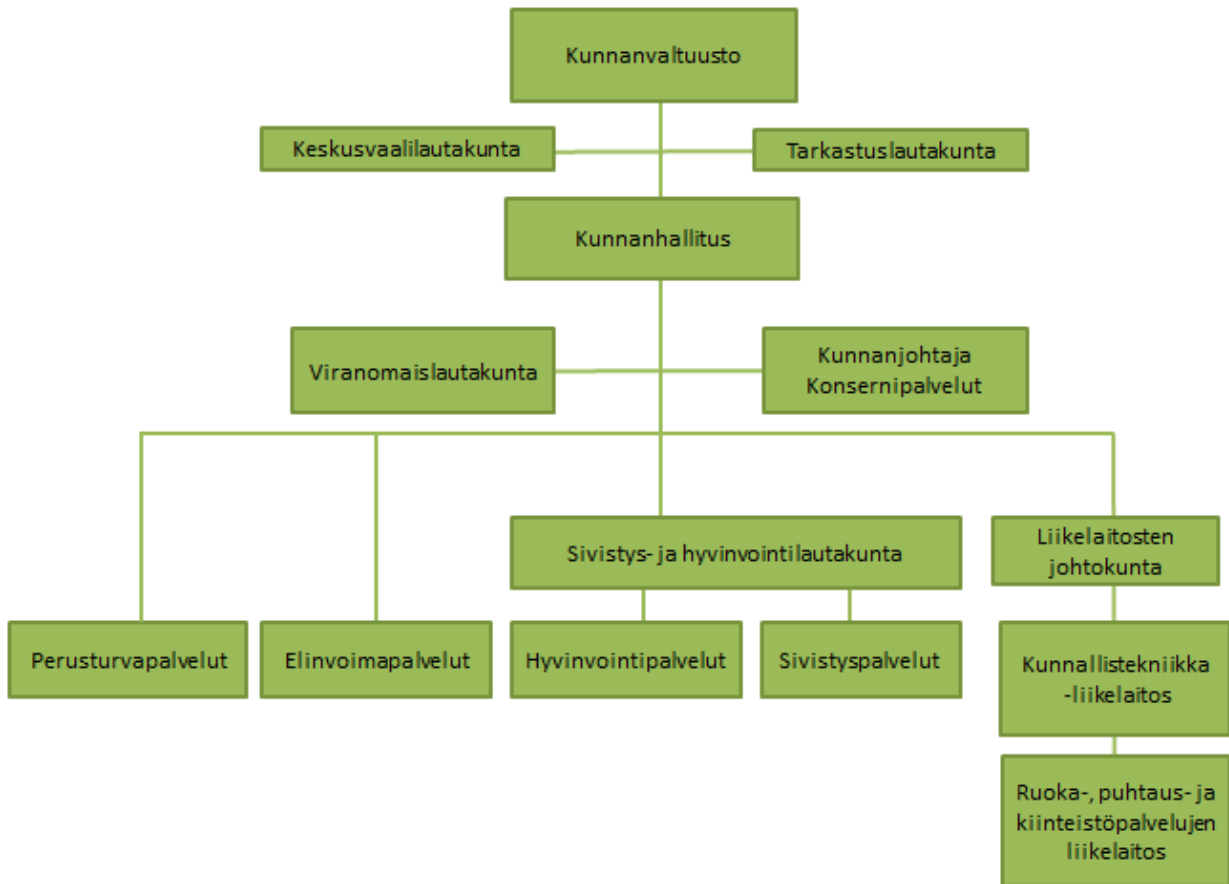 Kunnanvaltuusto
Keskusvaalilautakunta
Tarkastuslautakunta
Kunnanhallitus
Viranomaislautakunta
Kunnanjohtaja
Konsernipalvelut
Sivistys- ja hyvinvointilautakunta
Liikelaitosten
johtokunta
Perusturvapalvelut
Elinvoimapalvelut
Hyvinvointipalvelut
Sivistyspalvelut
Kunnallistekniikka
-liikelaitos
Ruoka-, puhtaus- ja
kiinteistöpalvelujen
liikelaitos